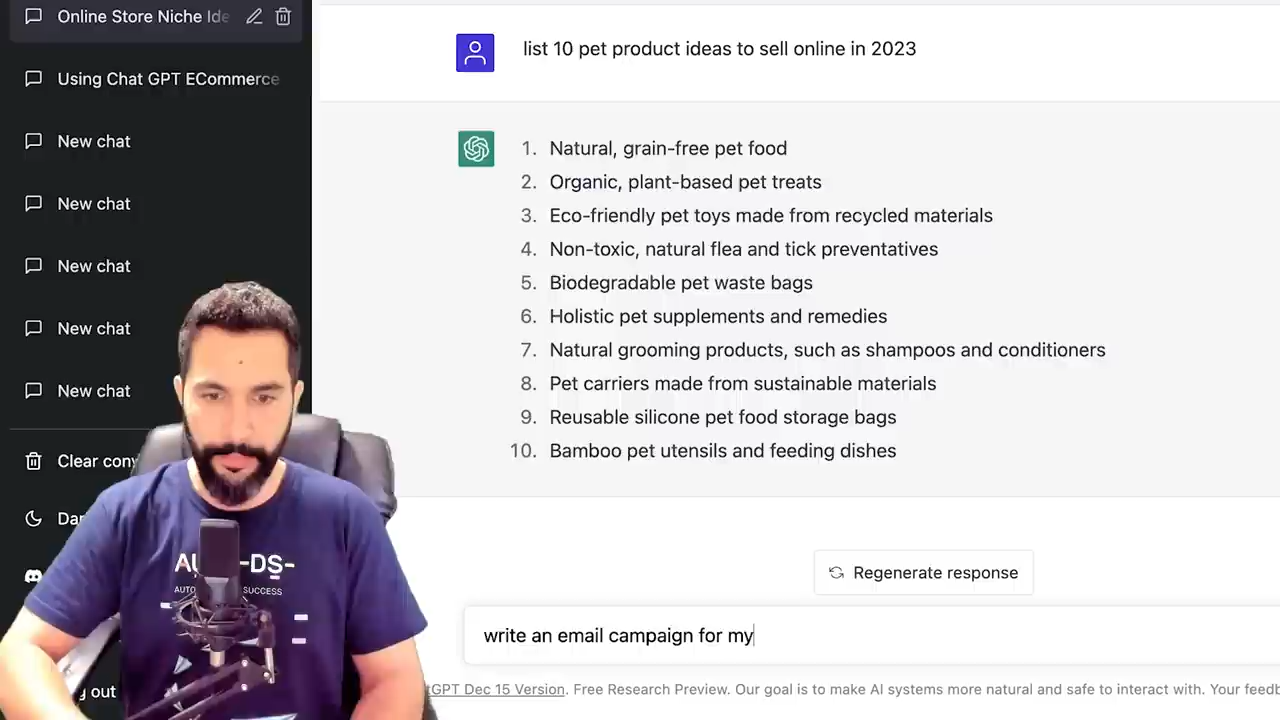 Online Store Niche Ide
Using Chat GPT ECommerce
New chat
New chat
New chat
New chat
New chat
Clear
list 10 pet product ideas to sell online in 2023
1. Natural, grain-free pet food
2. Organic, plant-based pet treats
3. Eco-friendly pet toys made from recycled materials
4. Non-toxic, natural flea and tick preventatives
5. Biodegradable pet waste bags
6. Holistic pet supplements and remedies
7. Natural grooming products, such as shampoos and conditioners
8. Pet carriers made from sustainable materials
9. Reusable silicone pet food storage bags
10. Bamboo pet utensils and feeding dishes
Regenerate response
write an email campaign for my
GPT Dec 15 Version. Free Research Preview. Our goal is to make AI systems more natural and safe to interact with. Your feedb
out
DS-
SUCCESS